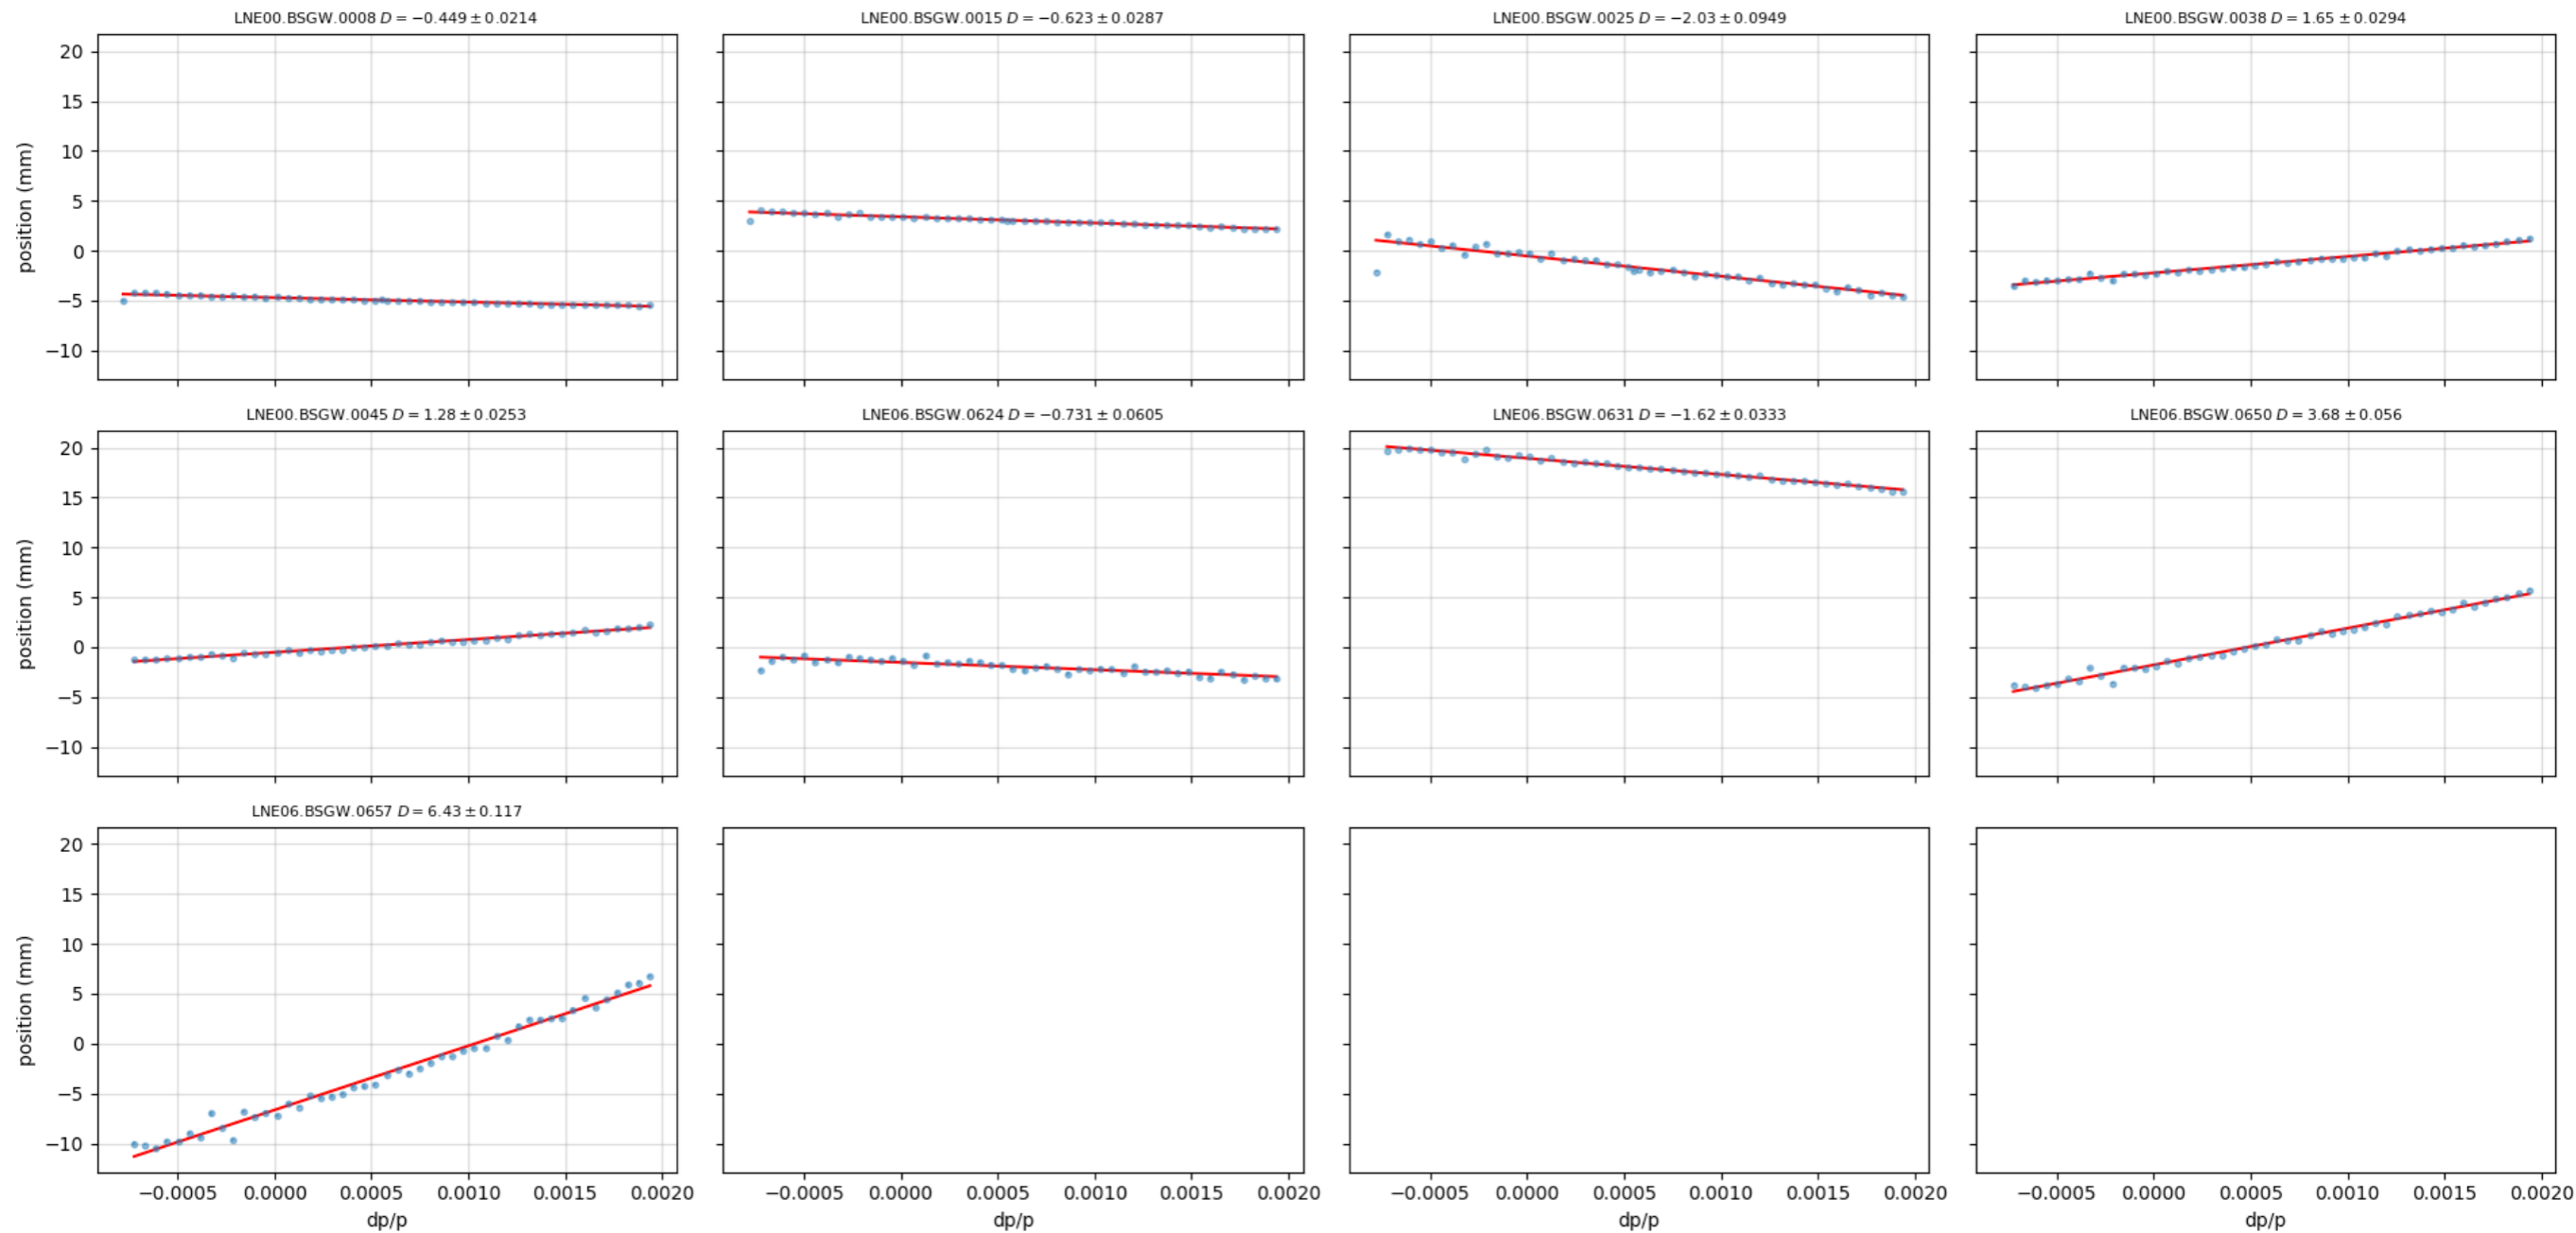 LNE00.BSGW.0008 D = −0.449 ± 0.0214
LNE00.BSGW.0015 D = −0.623 ± 0.0287
LNE00.BSGW.0025 D = −2.03 ± 0.0949
LNE00.BSGW.0038 D = 1.65 ± 0.0294
20
15
10
5
0
−5
−10
position (mm)
LNE00.BSGW.0045 D = 1.28 ± 0.0253
LNE06.BSGW.0624 D = −0.731 ± 0.0605
LNE06.BSGW.0631 D = −1.62 ± 0.0333
LNE06.BSGW.0650 D = 3.68 ± 0.056
20
15
10
5
0
−5
−10
position (mm)
LNE06.BSGW.0657 D = 6.43 ± 0.117
20
15
10
5
0
−5
−10
position (mm)
−0.0005 0.0000 0.0005 0.0010 0.0015 0.0020
dp/p
−0.0005 0.0000 0.0005 0.0010 0.0015 0.0020
dp/p
−0.0005 0.0000 0.0005 0.0010 0.0015 0.0020
dp/p
−0.0005 0.0000 0.0005 0.0010 0.0015 0.0020
dp/p